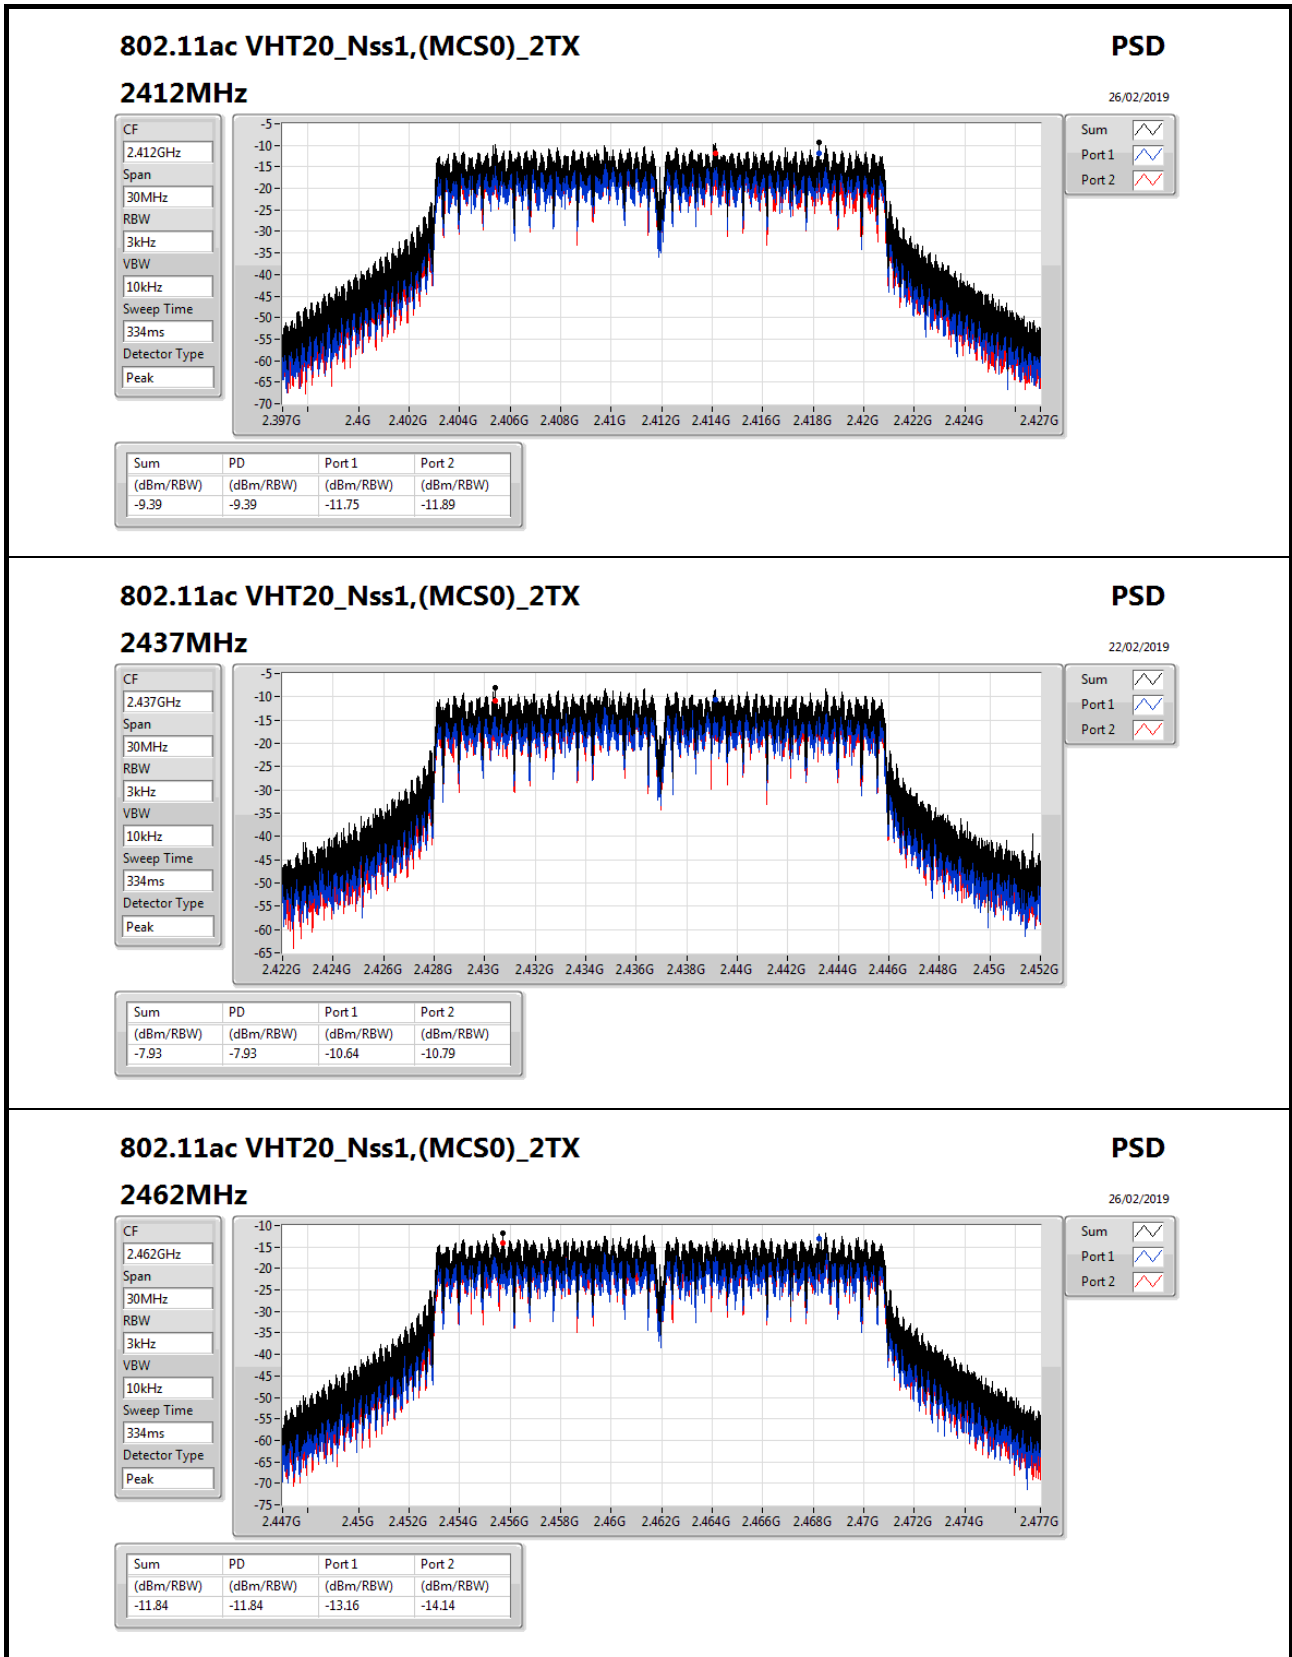 802.11ac VHT20_Nss1,(MCS0)_2TX PSD
2412MHz 26/02/2019
CF
2.412GHz
Span
30MHz
RBW
3kHz
VBW
10kHz
Sweep Time
334ms
Detector Type
Peak
-5
-10
-15
-20
-25
-30
-35
-40
-45
-50
-55
-60
-65
-70
2.397G 2.4G 2.402G 2.404G 2.406G 2.408G 2.41G 2.412G 2.414G 2.416G 2.418G 2.42G 2.422G 2.424G 2.427G
Sum
Port 1
Port 2
Sum PD Port 1 Port 2
(dBm/RBW) (dBm/RBW) (dBm/RBW) (dBm/RBW)
-9.39 -9.39 -11.75 -11.89
802.11ac VHT20_Nss1,(MCS0)_2TX PSD
2437MHz 22/02/2019
CF
2.437GHz
Span
30MHz
RBW
3kHz
VBW
10kHz
Sweep Time
334ms
Detector Type
Peak
-5
-10
-15
-20
-25
-30
-35
-40
-45
-50
-55
-60
-65
2.422G 2.424G 2.426G 2.428G 2.43G 2.432G 2.434G 2.436G 2.438G 2.44G 2.442G 2.444G 2.446G 2.448G 2.45G 2.452G
Sum
Port 1
Port 2
Sum PD Port 1 Port 2
(dBm/RBW) (dBm/RBW) (dBm/RBW) (dBm/RBW)
-7.93 -7.93 -10.64 -10.79
802.11ac VHT20_Nss1,(MCS0)_2TX PSD
2462MHz 26/02/2019
CF
2.462GHz
Span
30MHz
RBW
3kHz
VBW
10kHz
Sweep Time
334ms
Detector Type
Peak
-10
-15
-20
-25
-30
-35
-40
-45
-50
-55
-60
-65
-70
-75
2.447G 2.45G 2.452G 2.454G 2.456G 2.458G 2.46G 2.462G 2.464G 2.466G 2.468G 2.47G 2.472G 2.474G 2.477G
Sum
Port 1
Port 2
Sum PD Port 1 Port 2
(dBm/RBW) (dBm/RBW) (dBm/RBW) (dBm/RBW)
-11.84 -11.84 -13.16 -14.14